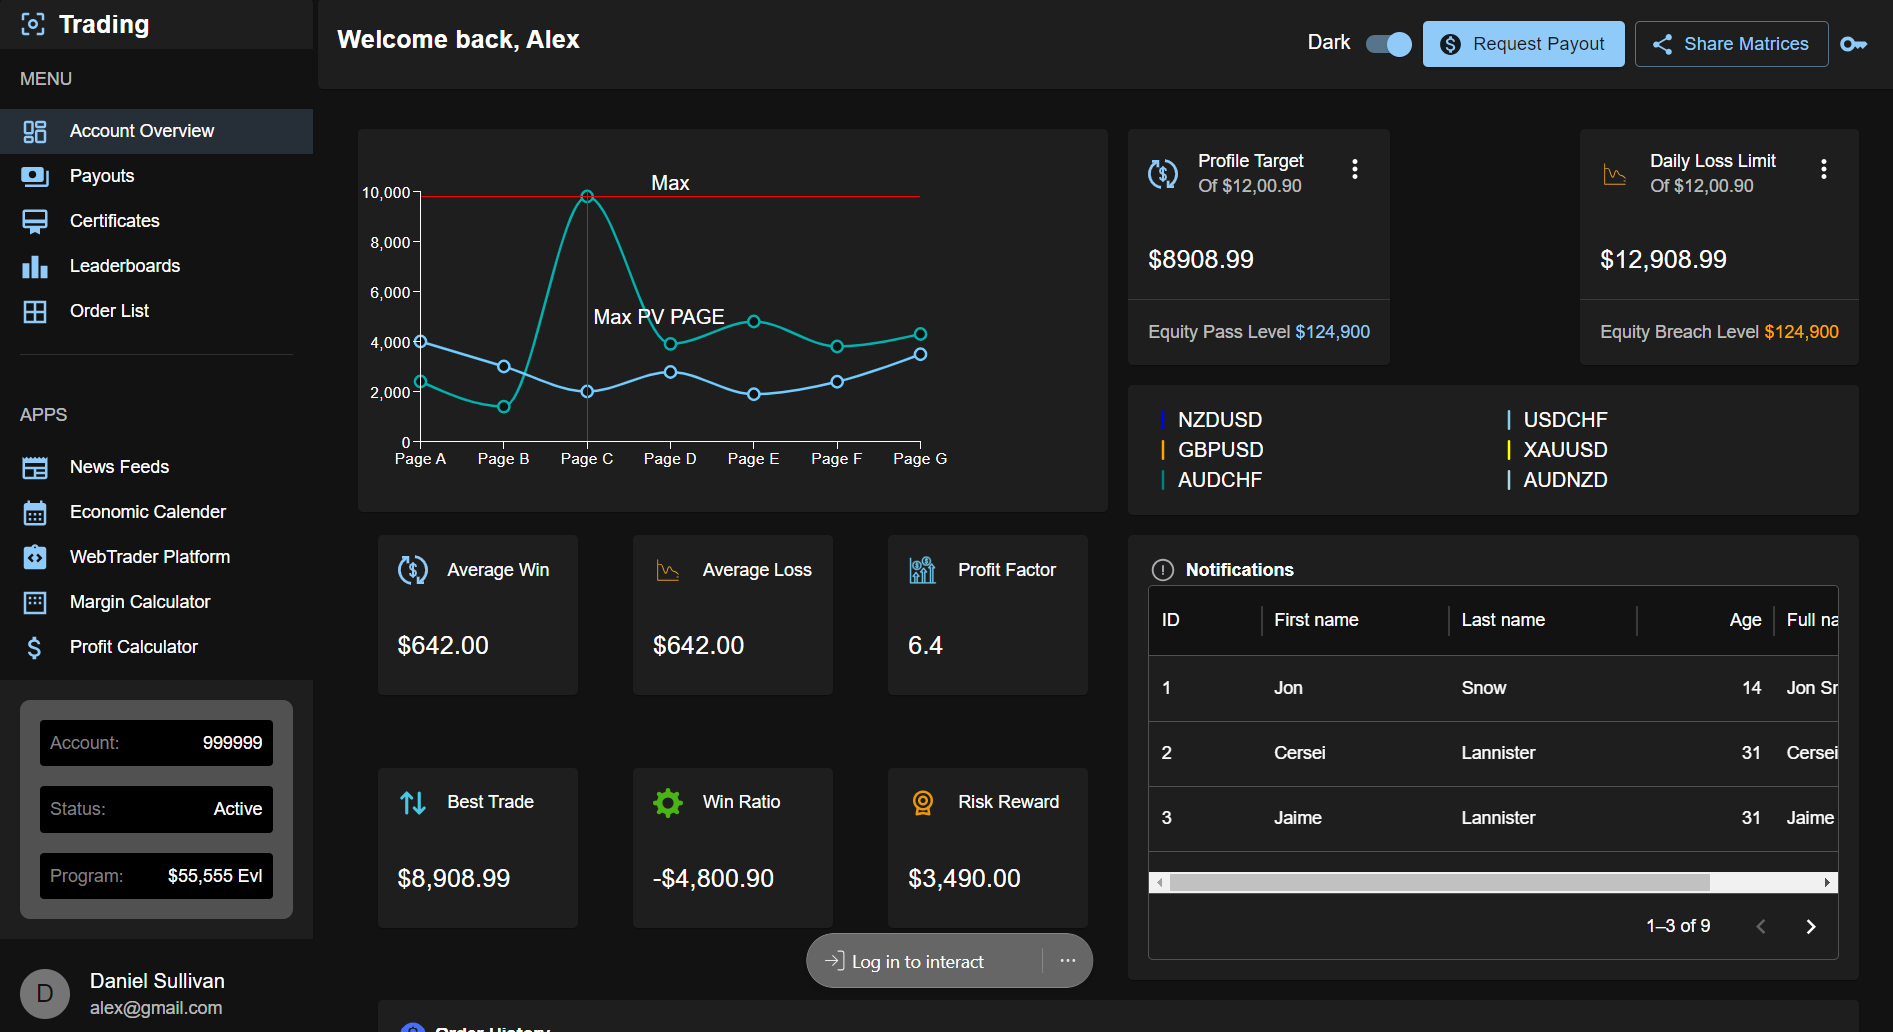 Trading
MENU
Account Overview
Payouts
Certificates
Leaderboards
Order List
APPS
News Feeds
Economic Calender
WebTrader Platform
Margin Calculator
Profit Calculator
Account: 999999
Status: Active
Program: $55,555 Evl
D
Daniel Sullivan
alex@gmail.com
Welcome back, Alex
Dark
Request Payout
Share Matrices
Max
10,000
8,000
6,000
Max PV PAGE
4,000
2,000
0
Page A Page B Page C Page D Page E Page F Page G
Profile Target
Of $12,00.90
$8908.99
Equity Pass Level $124,900
Daily Loss Limit
Of $12,00.90
$12,908.99
Equity Breach Level $124,900
NZDUSD USDCHF
GBPUSD XAUUSD
AUDCHF AUDNZD
Average Win
$642.00
Average Loss
$642.00
Profit Factor
6.4
Best Trade
$8,908.99
Win Ratio
-$4,800.90
Risk Reward
$3,490.00
Notifications
ID First name Last name Age Full na
1 Jon Snow 14 Jon Sr
2 Cersei Lannister 31 Cersei
3 Jaime Lannister 31 Jaime
1–3 of 9
Log in to interact
Order History